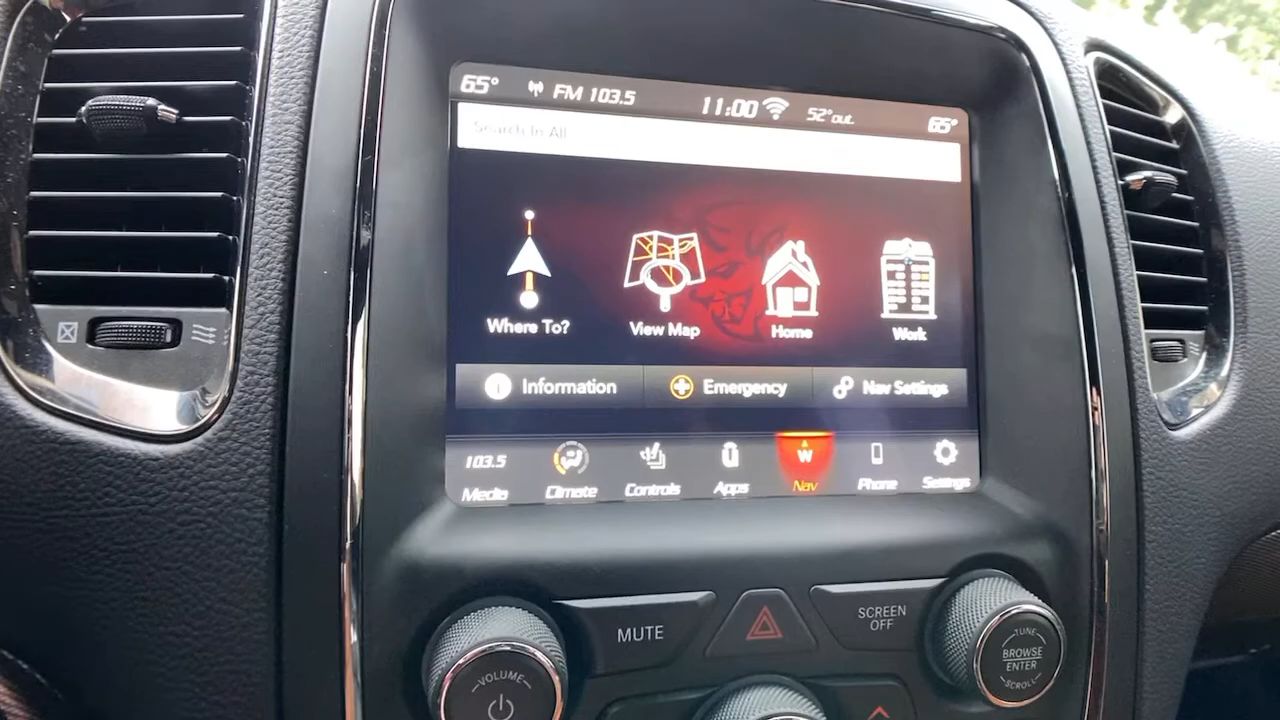 65° FM 103.5 11:00 52° out. 65°
Search In All
Where To? View Map Home Work
Information Emergency Nav Settings
103.5 W
Media Climate Controls Apps Nav Phone Settings
MUTE
SCREEN
OFF
VOLUME
TUNE
BROWSE
ENTER
SCROLL